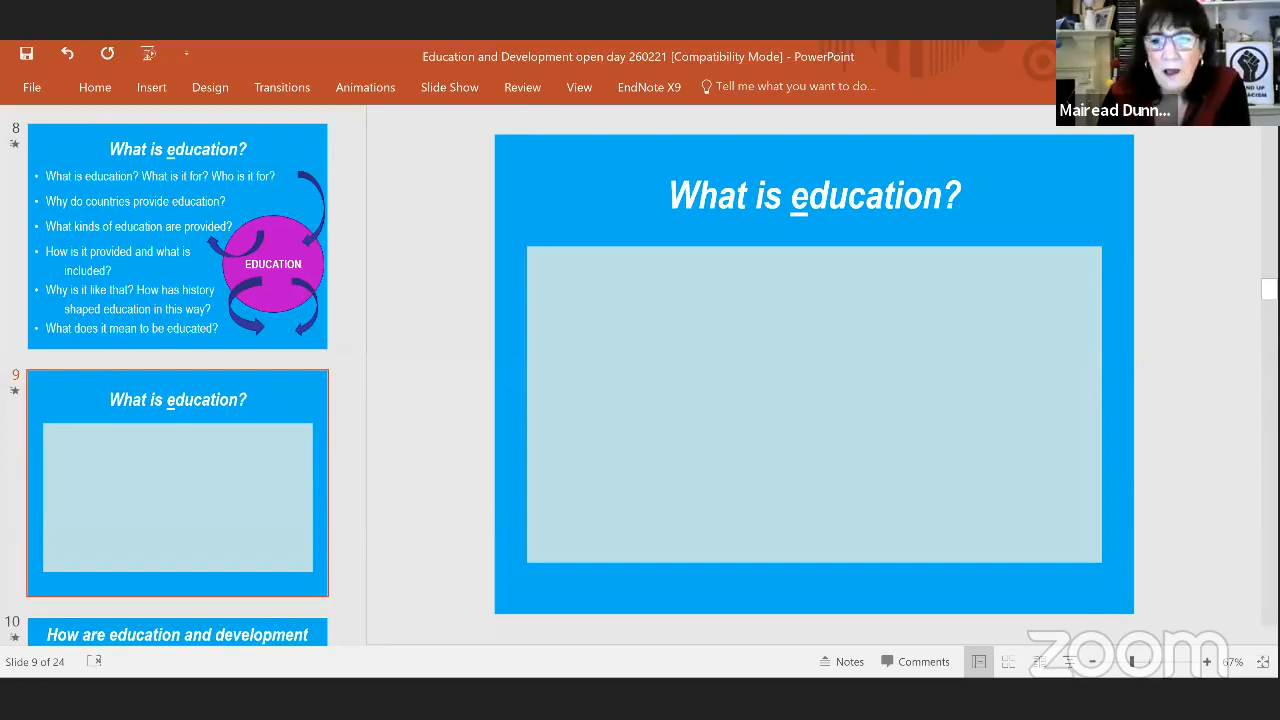 Education and Development open day 260221 [Compatibility Mode] - PowerPoint
File Home Insert Design Transitions Animations Slide Show Review View EndNote X9 Tell me what you want to do...
Mairead Dunn...
8
What is education?
• What is education? What is it for? Who is it for?
• Why do countries provide education?
• What kinds of education are provided?
• How is it provided and what is
included?
• Why is it like that? How has history
shaped education in this way?
• What does it mean to be educated?
EDUCATION
9
What is education?
10
How are education and development
What is education?
Slide 9 of 24
Notes Comments
67%
zoom